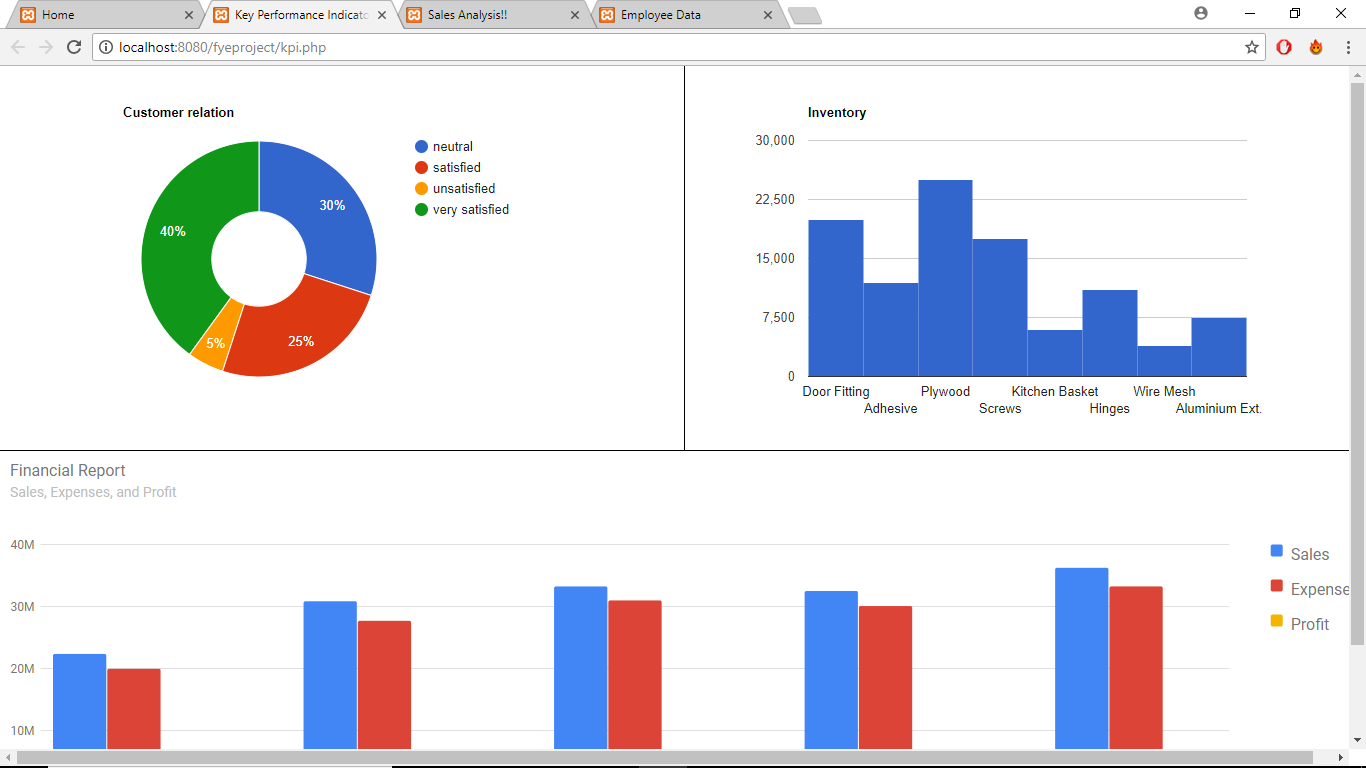 Home
Key Performance Indicato
Sales Analysis!!
Employee Data
localhost:8080/fyeproject/kpi.php
Customer relation
neutral
satisfied
unsatisfied
very satisfied
30%
40%
25%
5%
Inventory
30,000
22,500
15,000
7,500
0
Door Fitting
Adhesive
Plywood
Screws
Kitchen Basket
Hinges
Wire Mesh
Aluminium Ext.
Financial Report
Sales, Expenses, and Profit
40M
30M
20M
10M
Sales
Expense
Profit